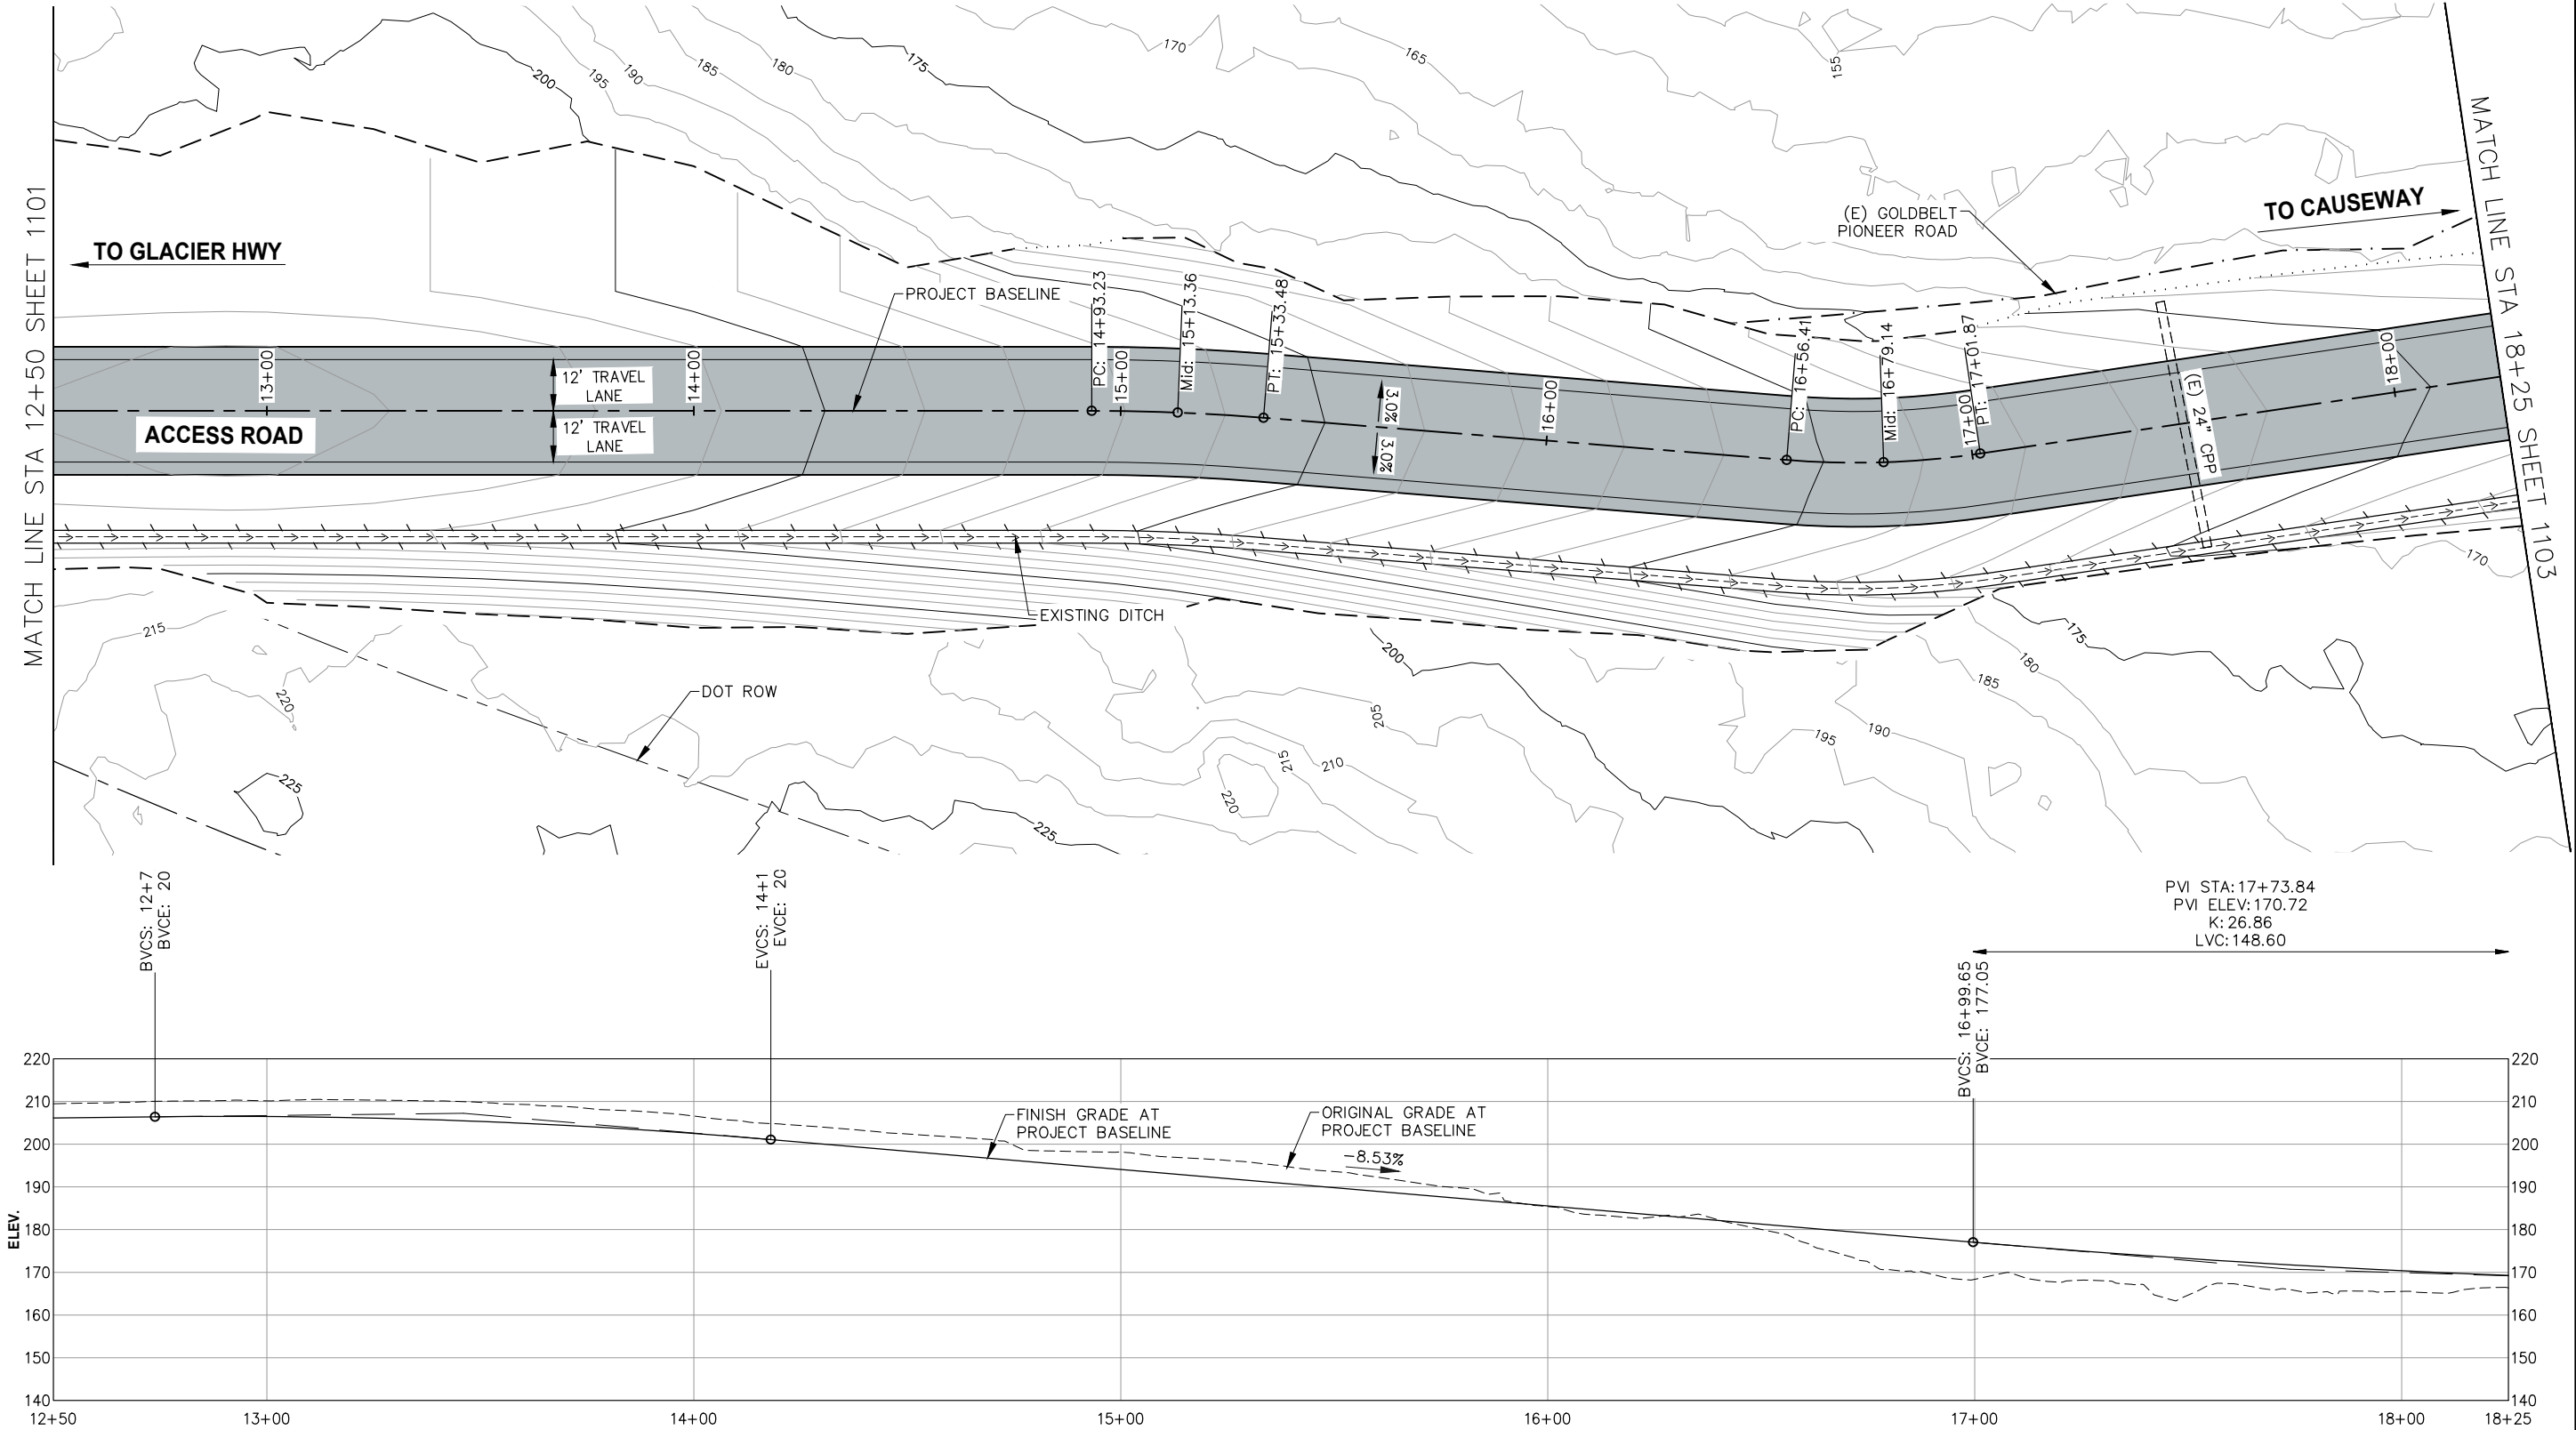 200
195
190
185
180
175
170
165
155
MATCH LINE STA 12+50 SHEET 1101
MATCH LINE STA 18+25 SHEET 1103
TO GLACIER HWY
TO CAUSEWAY
(E) GOLDBELT
PIONEER ROAD
PROJECT BASELINE
PC: 14+93.23
Mid: 15+13.36
PT: 15+33.48
PC: 16+56.41
Mid: 16+79.14
PT: 17+01.87
13+00
14+00
15+00
16+00
17+00
18+00
12' TRAVEL
LANE
12' TRAVEL
LANE
ACCESS ROAD
3.0%
3.0%
(E) 24" CPP
EXISTING DITCH
DOT ROW
215
220
225
225
220
215
210
205
200
195
190
185
180
175
170
BVCS: 12+7
BVCE: 20
EVCS: 14+1
EVCE: 20
PVI STA:17+73.84
PVI ELEV:170.72
K:26.86
LVC:148.60
BVCS: 16+99.65
BVCE: 177.05
FINISH GRADE AT
PROJECT BASELINE
ORIGINAL GRADE AT
PROJECT BASELINE
-8.53%
ELEV.
220
210
200
190
180
170
160
150
140
220
210
200
190
180
170
160
150
140
12+50
13+00
14+00
15+00
16+00
17+00
18+00
18+25